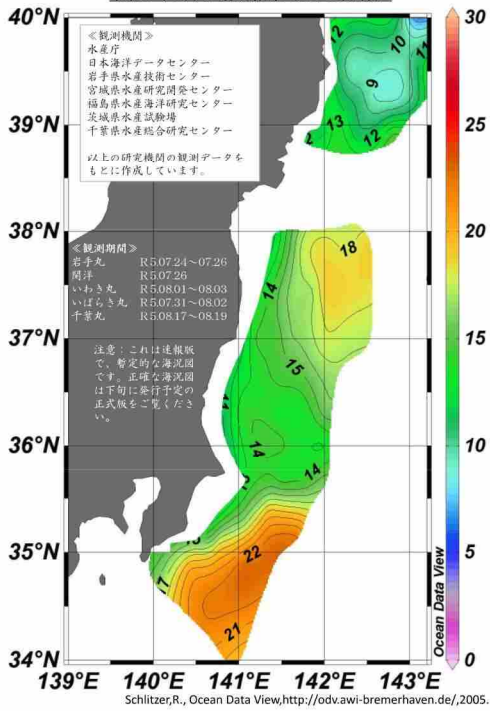 ≪観測機関≫
水産庁
日本海洋データセンター
岩手県水産技術センター
宮城県水産研究開発センター
福島県水産海洋研究センター
茨城県水産試験場
千葉県水産総合研究センター
以上の研究機関の観測データを
もとに作成しています。
≪観測期間≫
岩手丸 R5.07.24～07.26
開洋 R5.07.26
いわき丸 R5.08.01～08.03
いばらき丸 R5.07.31～08.02
千葉丸 R5.08.17～08.19
注意：これは速報版
で、暫定的な海況図
です。正確な海況図
は下旬に発行予定の
正式版をご覧くださ
い。
40°N
39°N
38°N
37°N
36°N
35°N
34°N
139°E 140°E 141°E 142°E 143°E
12
10
11
9
13
12
18
14
15
14
14
22
21
30
25
20
15
10
5
0
Ocean Data View
Schlitzer,R., Ocean Data View,http://odv.awi-bremerhaven.de/,2005.